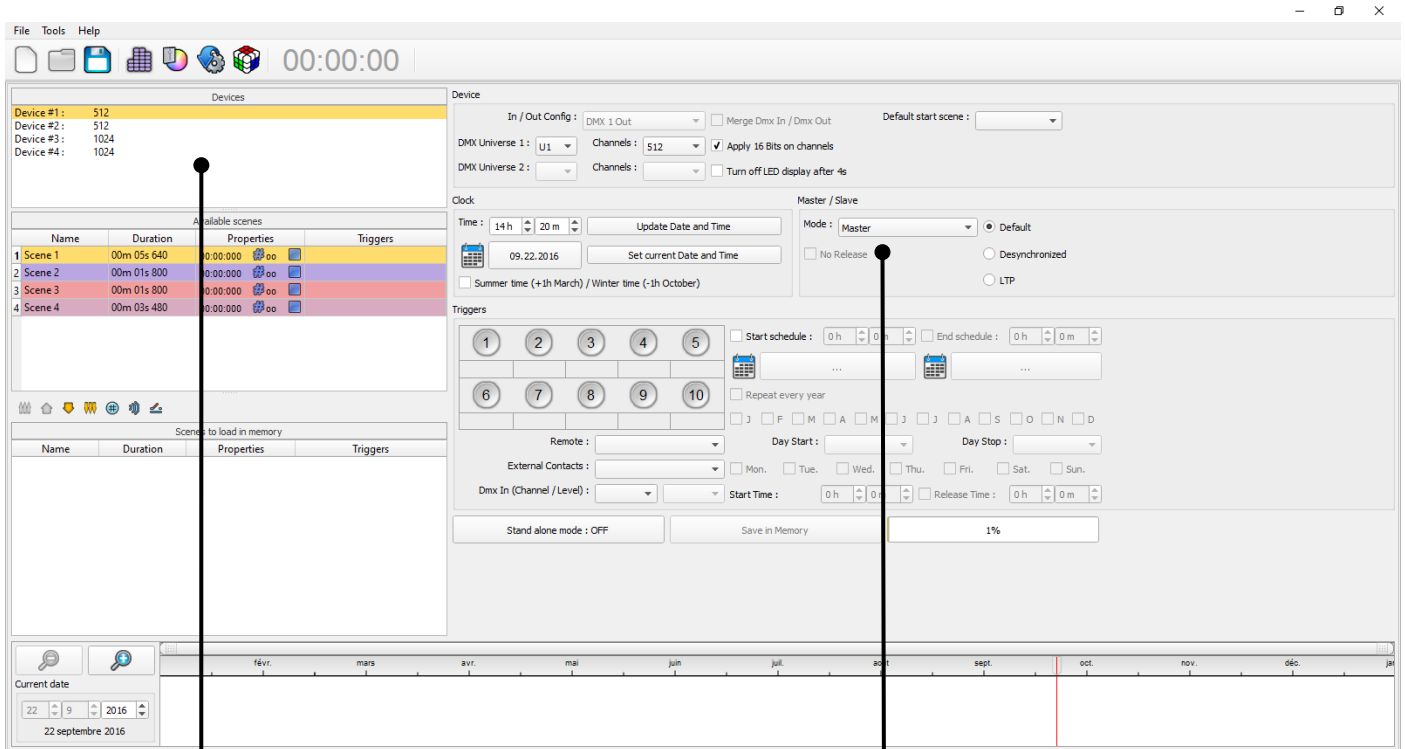 File Tools Help
00:00:00
Devices
Device #1 : 512
Device #2 : 512
Device #3 : 1024
Device #4 : 1024
Available scenes
Name Duration Properties Triggers
1 Scene 1 00m 05s 640 00:00:000
2 Scene 2 00m 01s 800 00:00:000
3 Scene 3 00m 01s 800 00:00:000
4 Scene 4 00m 03s 480 00:00:000
Scenes to load in memory
Name Duration Properties Triggers
Device
In / Out Config : DMX 1 Out Merge Dmx In / Dmx Out Default start scene :
DMX Universe 1 : U1 Channels : 512 Apply 16 Bits on channels
DMX Universe 2 : Channels : Turn off LED display after 4s
Clock
Time : 14 h 20 m Update Date and Time
09.22.2016 Set current Date and Time
Summer time (+1h March) / Winter time (-1h October)
Master / Slave
Mode : Master Default
No Release Desynchronized
LTP
Triggers
1 2 3 4 5
6 7 8 9 10
Remote :
External Contacts :
Dmx In (Channel / Level) :
Start schedule : 0 h 0 m End schedule : 0 h 0 m
... ...
Repeat every year
J F M A M J J A S O N D
Day Start : Day Stop :
Mon. Tue. Wed. Thu. Fri. Sat. Sun.
Start Time : 0 h 0 m Release Time : 0 h 0 m
Stand alone mode : OFF Save in Memory 1%
févr. mars avr. mai juin juil. août sept. oct. nov. déc.
Current date
22 9 2016
22 septembre 2016